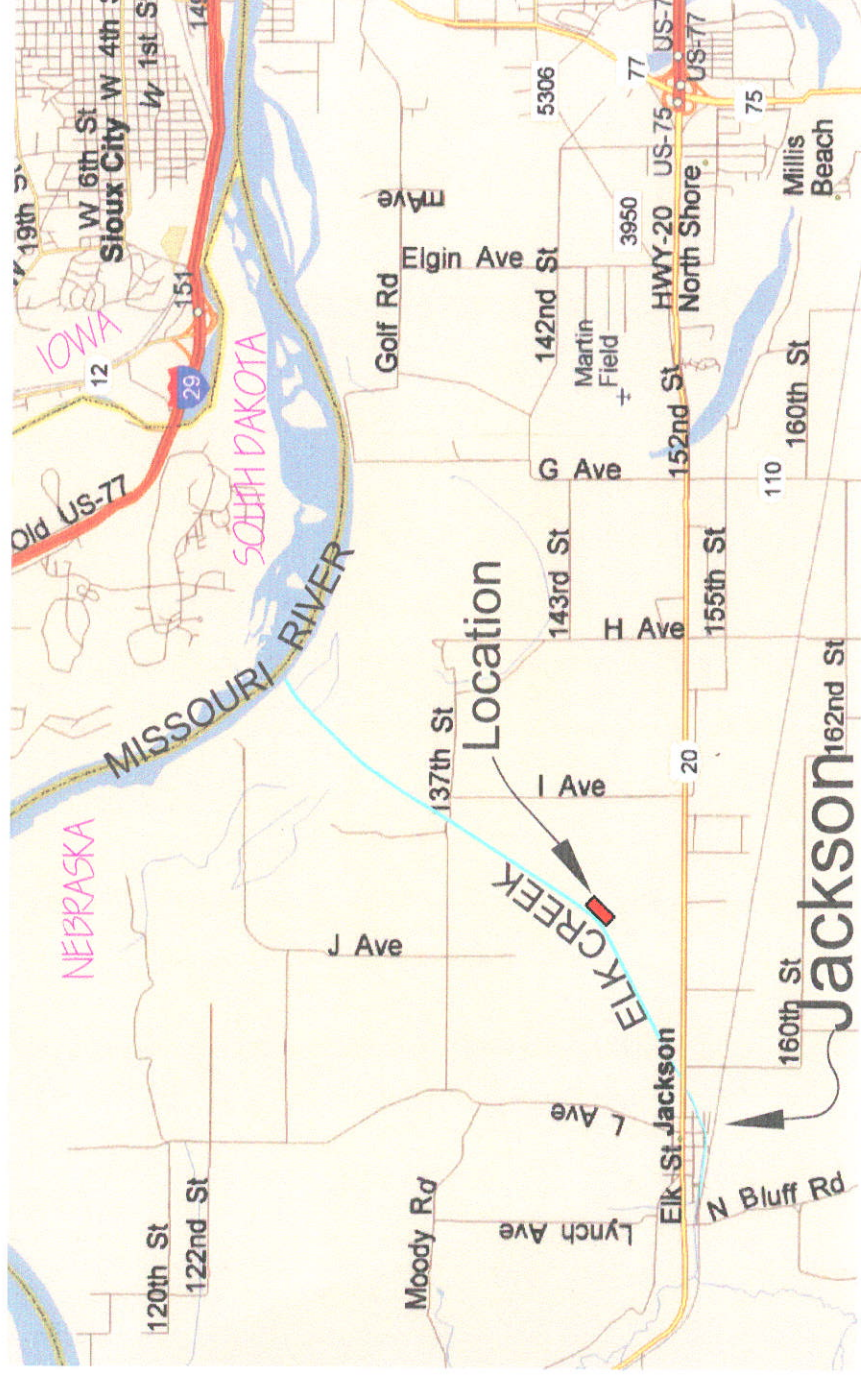 NEBRASKA
MISSOURI RIVER
SOUTH DAKOTA
IOWA
Old US-77
29
12
151
W 19th St
W 6th St
Sioux City
W 4th
W 1st St
149
120th St
122nd St
J Ave
Golf Rd
Elgin Ave
Moody Rd
137th St
Location
ELK CREEK
I Ave
H Ave
143rd St
G Ave
142nd St
Martin
Field
3950
5306
77
US-77
US-75
75
L Ave
Lynch Ave
Elk St
Jackson
20
152nd St
HWY-20
North Shore
155th St
110
160th St
Millis
Beach
N Bluff Rd
160th St
Jackson
162nd St